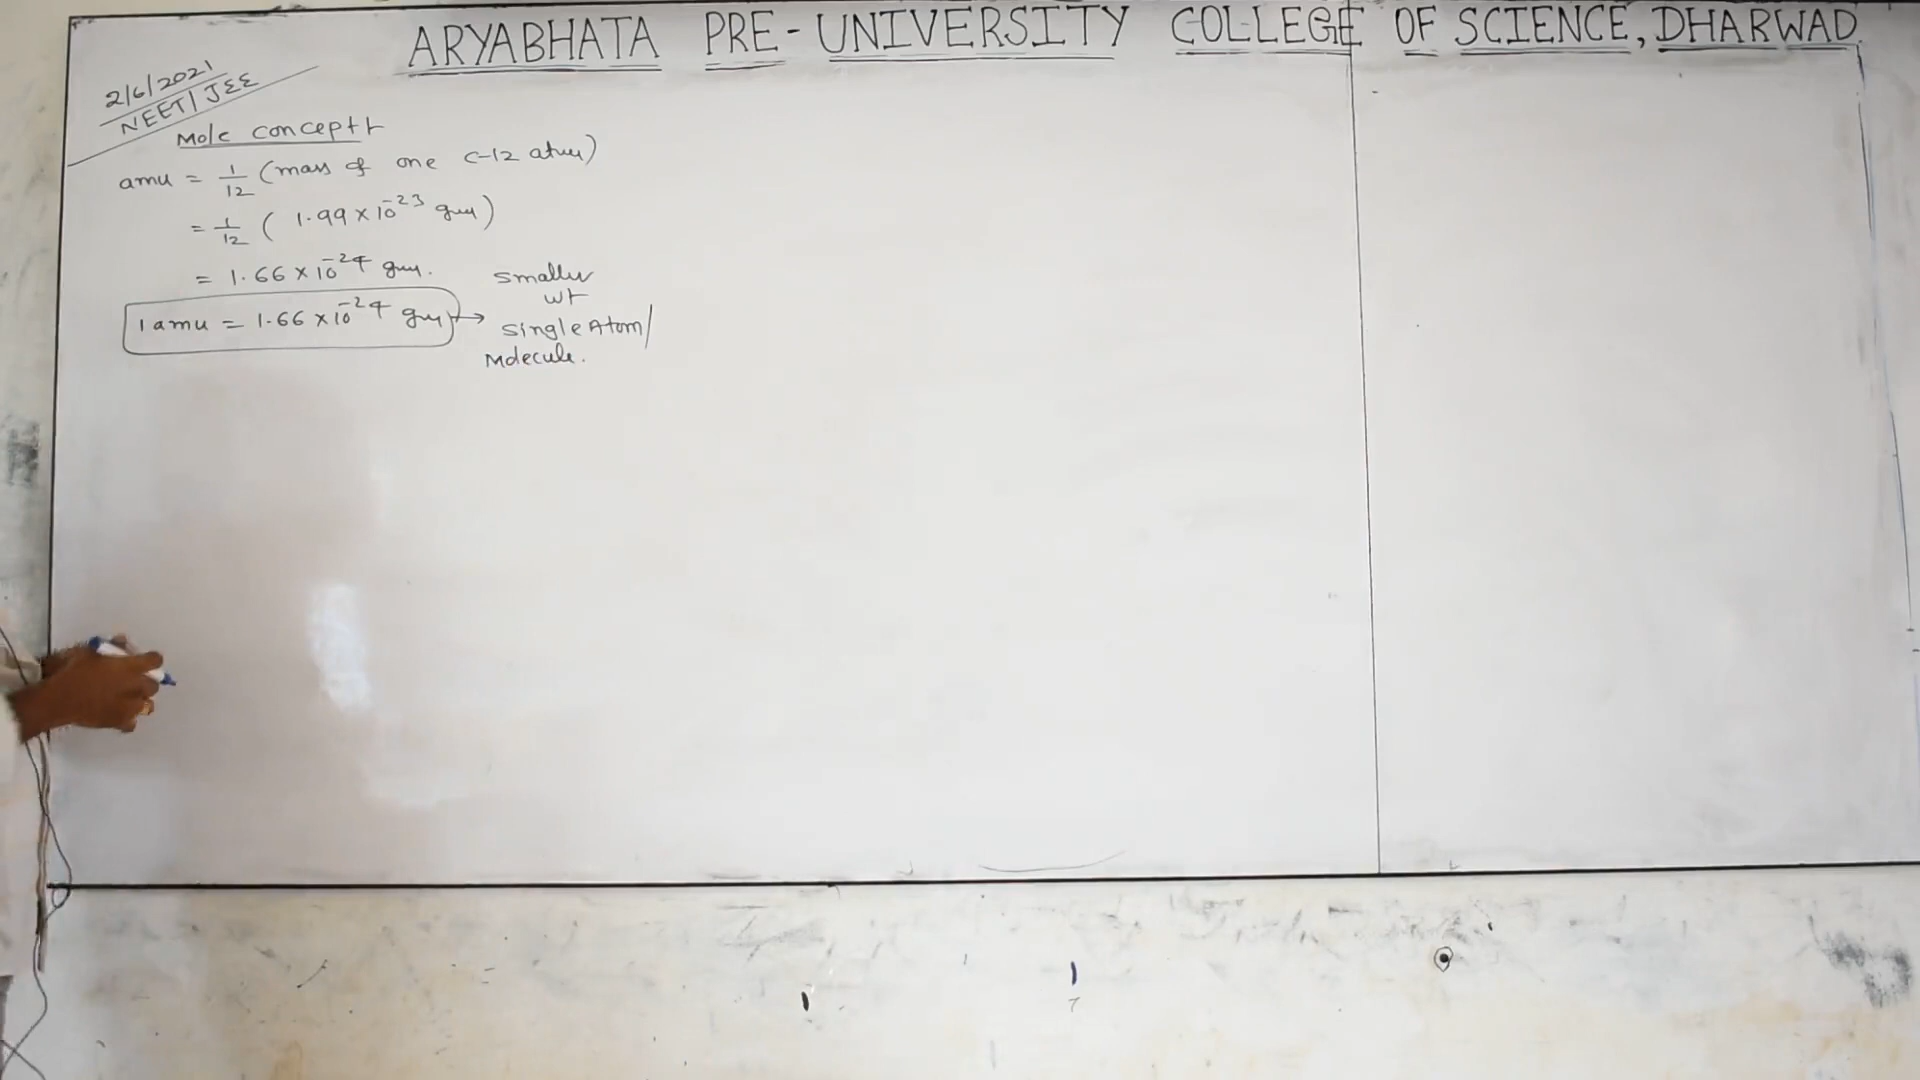 ARYABHATA PRE-UNIVERSITY COLLEGE OF SCIENCE, DHARWAD
2/6/2021
NEET/JEE
Mole concept
amu = 1/12 (mass of one C-12 atom)
= 1/12 ( 1.99 × 10⁻²³ gm)
= 1.66 × 10⁻²⁴ gm.
1 amu = 1.66 × 10⁻²⁴ gm →
smaller
wt
single Atom/
Molecule.